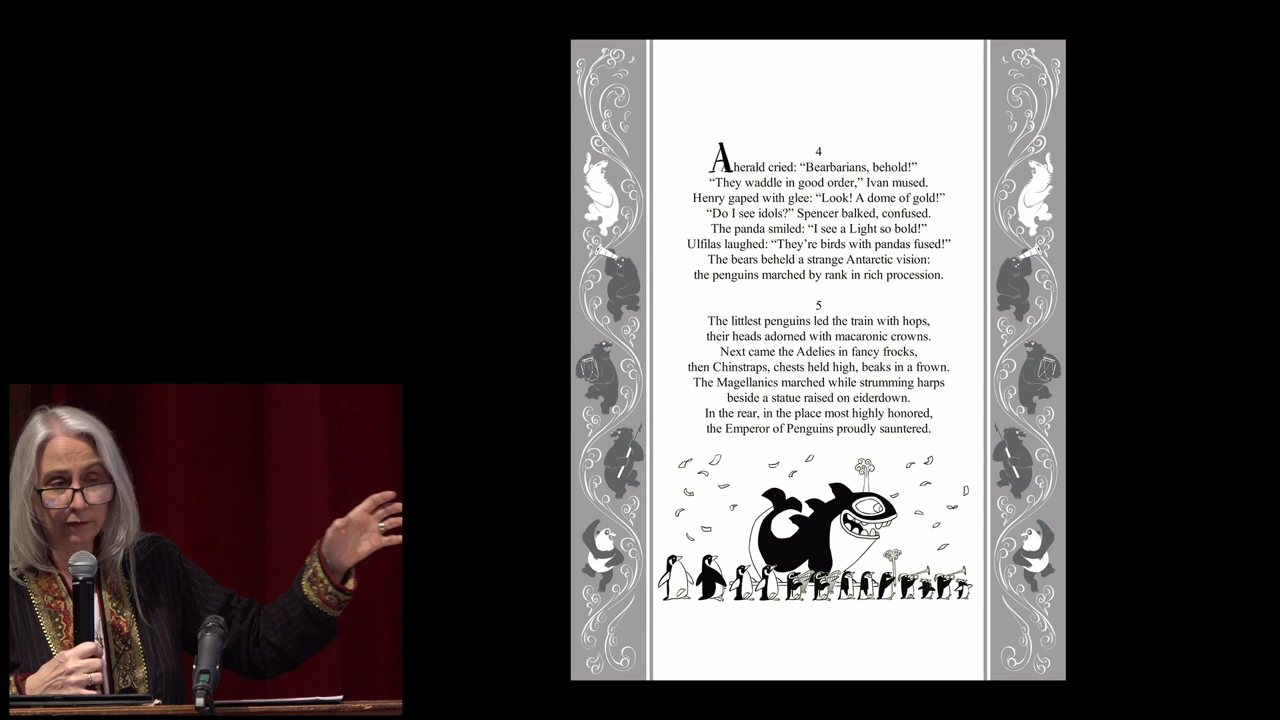 4
A herald cried: “Bearbarians, behold!”
“They waddle in good order,” Ivan mused.
Henry gaped with glee: “Look! A dome of gold!”
“Do I see idols?” Spencer balked, confused.
The panda smiled: “I see a Light so bold!”
Ulfilas laughed: “They’re birds with pandas fused!”
The bears beheld a strange Antarctic vision:
the penguins marched by rank in rich procession.
5
The littlest penguins led the train with hops,
their heads adorned with macaronic crowns.
Next came the Adelies in fancy frocks,
then Chinstraps, chests held high, beaks in a frown.
The Magellanics marched while strumming harps
beside a statue raised on eiderdown.
In the rear, in the place most highly honored,
the Emperor of Penguins proudly sauntered.